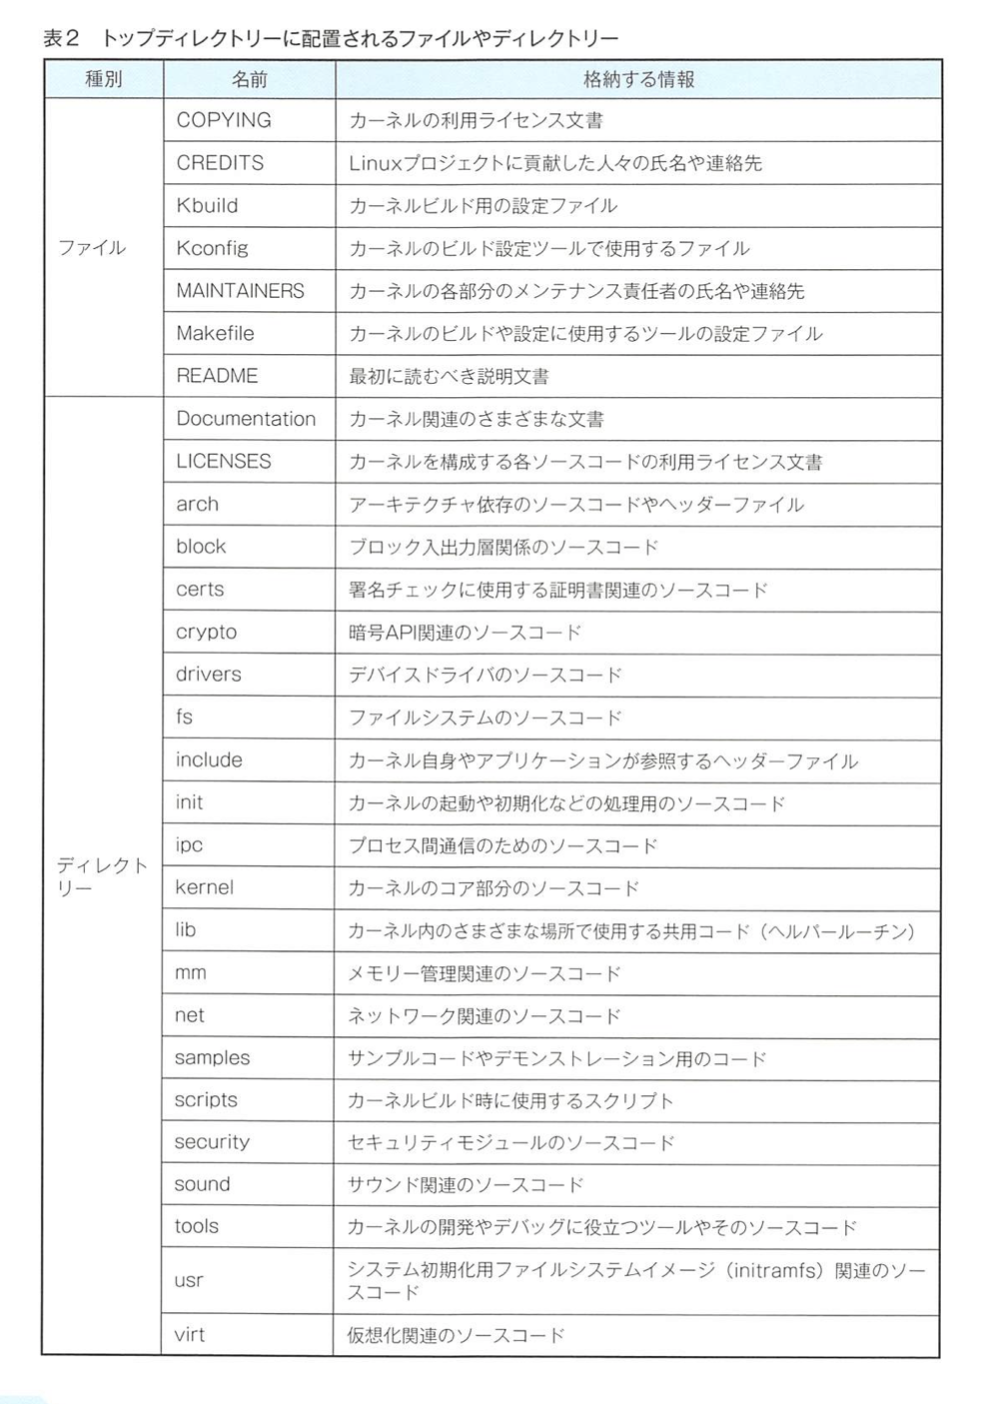 表2 トップディレクトリーに配置されるファイルやディレクトリー
種別 名前 格納する情報
ファイル
COPYING カーネルの利用ライセンス文書
CREDITS Linuxプロジェクトに貢献した人々の氏名や連絡先
Kbuild カーネルビルド用の設定ファイル
Kconfig カーネルのビルド設定ツールで使用するファイル
MAINTAINERS カーネルの各部分のメンテナンス責任者の氏名や連絡先
Makefile カーネルのビルドや設定に使用するツールの設定ファイル
README 最初に読むべき説明文書
ディレクト
リー
Documentation カーネル関連のさまざまな文書
LICENSES カーネルを構成する各ソースコードの利用ライセンス文書
arch アーキテクチャ依存のソースコードやヘッダーファイル
block ブロック入出力層関係のソースコード
certs 署名チェックに使用する証明書関連のソースコード
crypto 暗号API関連のソースコード
drivers デバイスドライバのソースコード
fs ファイルシステムのソースコード
include カーネル自身やアプリケーションが参照するヘッダーファイル
init カーネルの起動や初期化などの処理用のソースコード
ipc プロセス間通信のためのソースコード
kernel カーネルのコア部分のソースコード
lib カーネル内のさまざまな場所で使用する共用コード（ヘルパールーチン）
mm メモリー管理関連のソースコード
net ネットワーク関連のソースコード
samples サンプルコードやデモンストレーション用のコード
scripts カーネルビルド時に使用するスクリプト
security セキュリティモジュールのソースコード
sound サウンド関連のソースコード
tools カーネルの開発やデバッグに役立つツールやそのソースコード
usr システム初期化用ファイルシステムイメージ（initramfs）関連のソー
スコード
virt 仮想化関連のソースコード